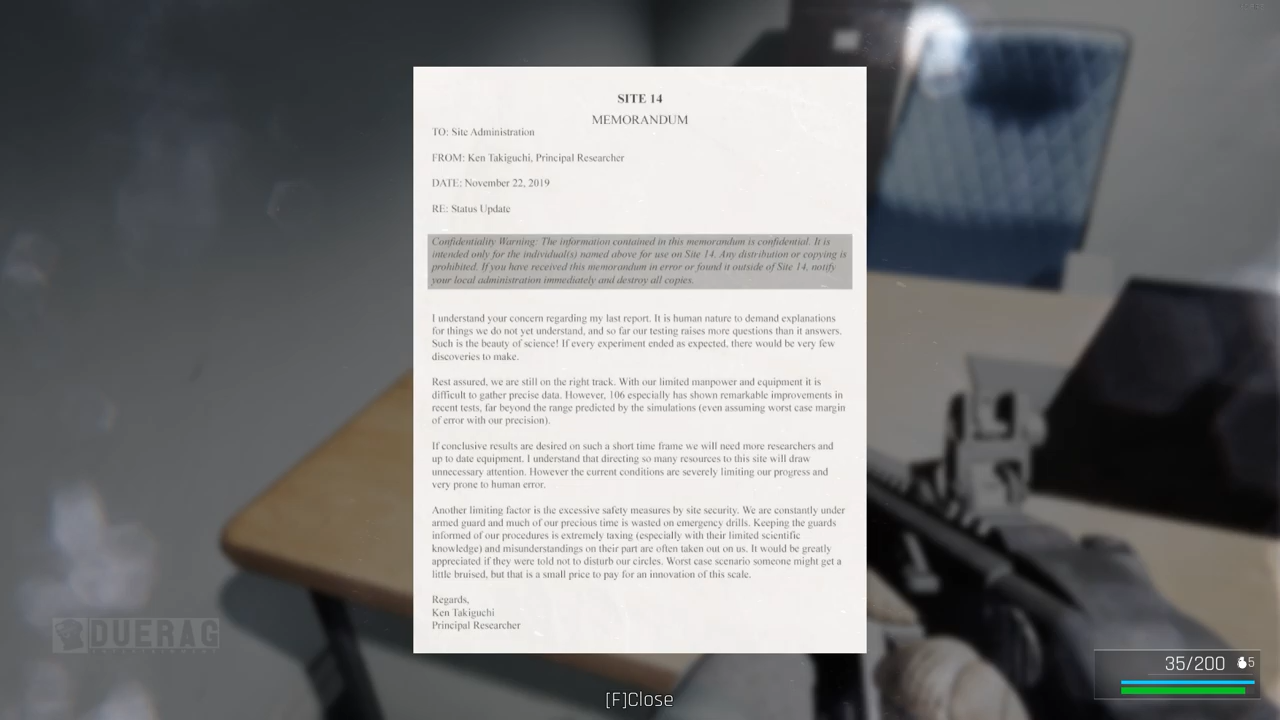 SITE 14
MEMORANDUM
TO: Site Administration
FROM: Ken Takiguchi, Principal Researcher
DATE: November 22, 2019
RE: Status Update
Confidentiality Warning: The information contained in this memorandum is confidential. It is
intended only for the individual(s) named above for use on Site 14. Any distribution or copying is
prohibited. If you have received this memorandum in error or found it outside of Site 14, notify
your local administration immediately and destroy all copies.
I understand your concern regarding my last report. It is human nature to demand explanations
for things we do not yet understand, and so far our testing raises more questions than it answers.
Such is the beauty of science! If every experiment ended as expected, there would be very few
discoveries to make.
Rest assured, we are still on the right track. With our limited manpower and equipment it is
difficult to gather precise data. However, 106 especially has shown remarkable improvements in
recent tests, far beyond the range predicted by the simulations (even assuming worst case margin
of error with our precision).
If conclusive results are desired on such a short time frame we will need more researchers and
up to date equipment. I understand that directing so many resources to this site will draw
unnecessary attention. However the current conditions are severely limiting our progress and
very prone to human error.
Another limiting factor is the excessive safety measures by site security. We are constantly under
armed guard and much of our precious time is wasted on emergency drills. Keeping the guards
informed of our procedures is extremely taxing (especially with their limited scientific
knowledge) and misunderstandings on their part are often taken out on us. It would be greatly
appreciated if they were told not to disturb our circles. Worst case scenario someone might get a
little bruised, but that is a small price to pay for an innovation of this scale.
Regards,
Ken Takiguchi
Principal Researcher
DUERAG
ENTERTAINMENT
35/200 5
[F]Close